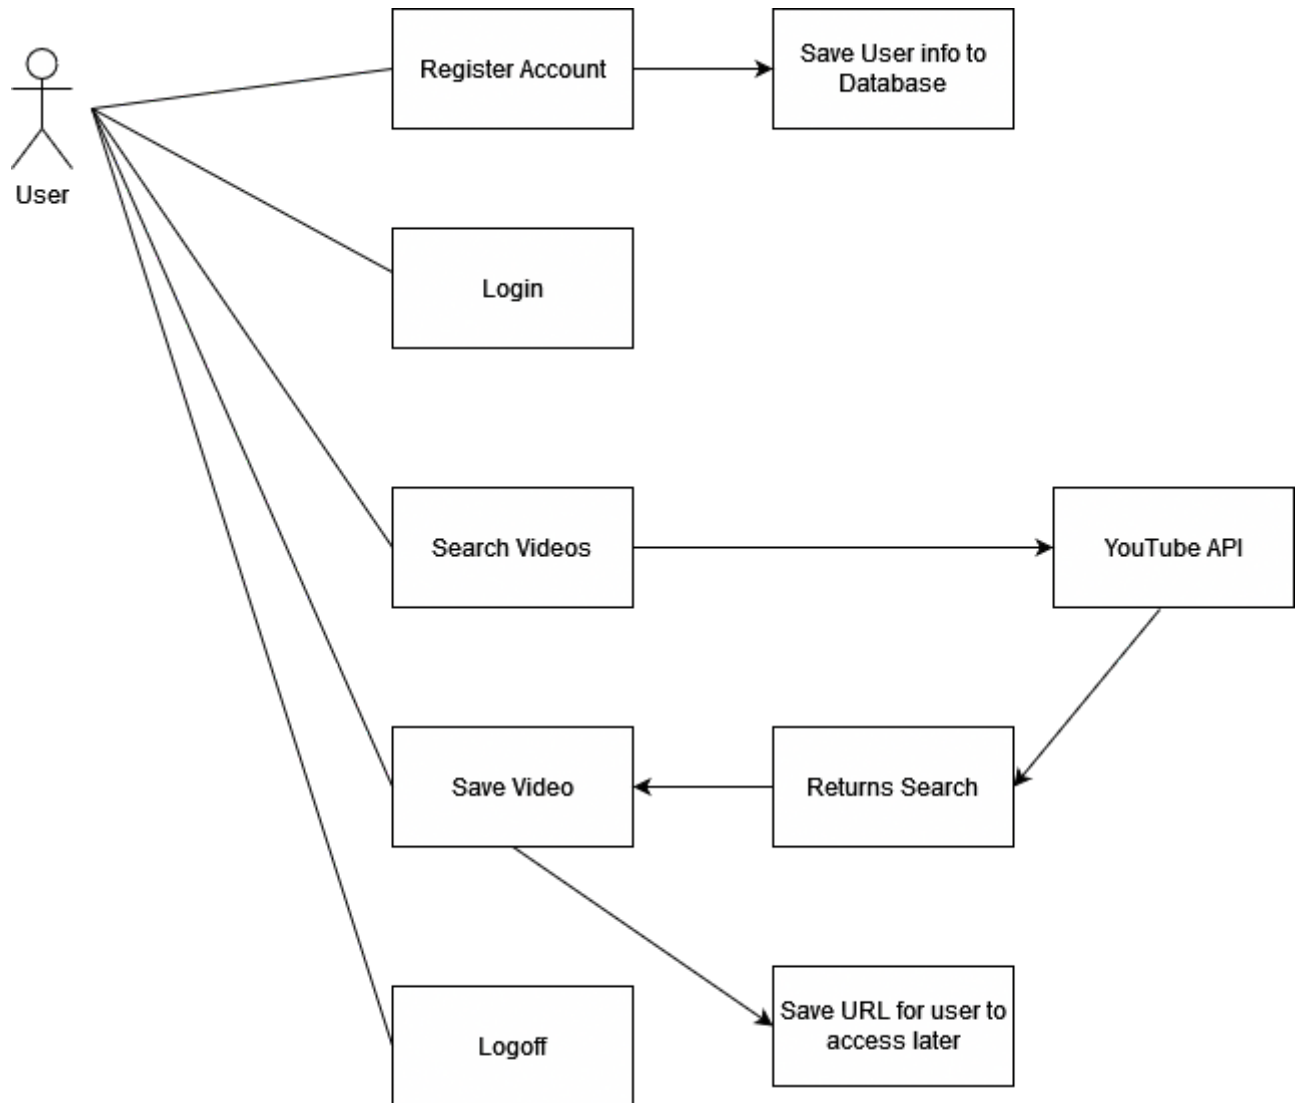 Register Account
Save User info to
Database
User
Login
Search Videos
YouTube API
Save Video
Returns Search
Save URL for user to
access later
Logoff